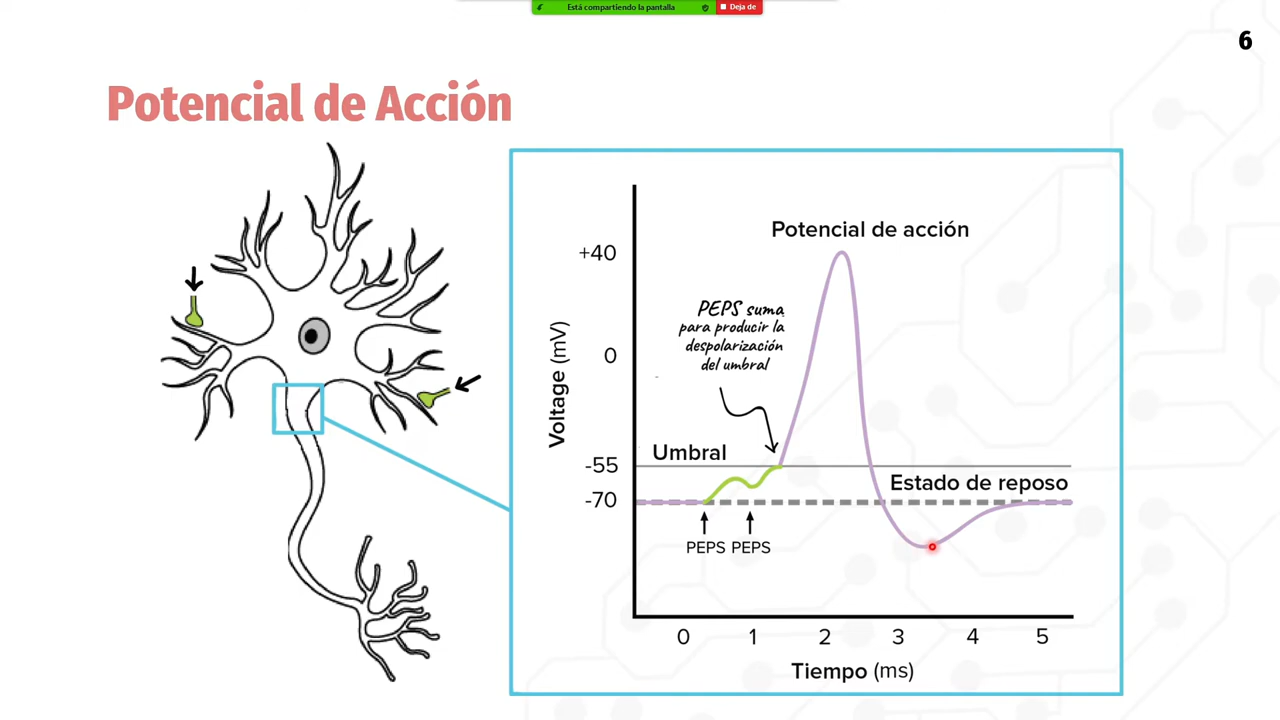 Está compartiendo la pantalla
Deja de
6
Potencial de Acción
Potencial de acción
+40
PEPS suma
para producir la
despolarización
del umbral
0
Voltage (mV)
Umbral
-55
Estado de reposo
-70
PEPS PEPS
0 1 2 3 4 5
Tiempo (ms)